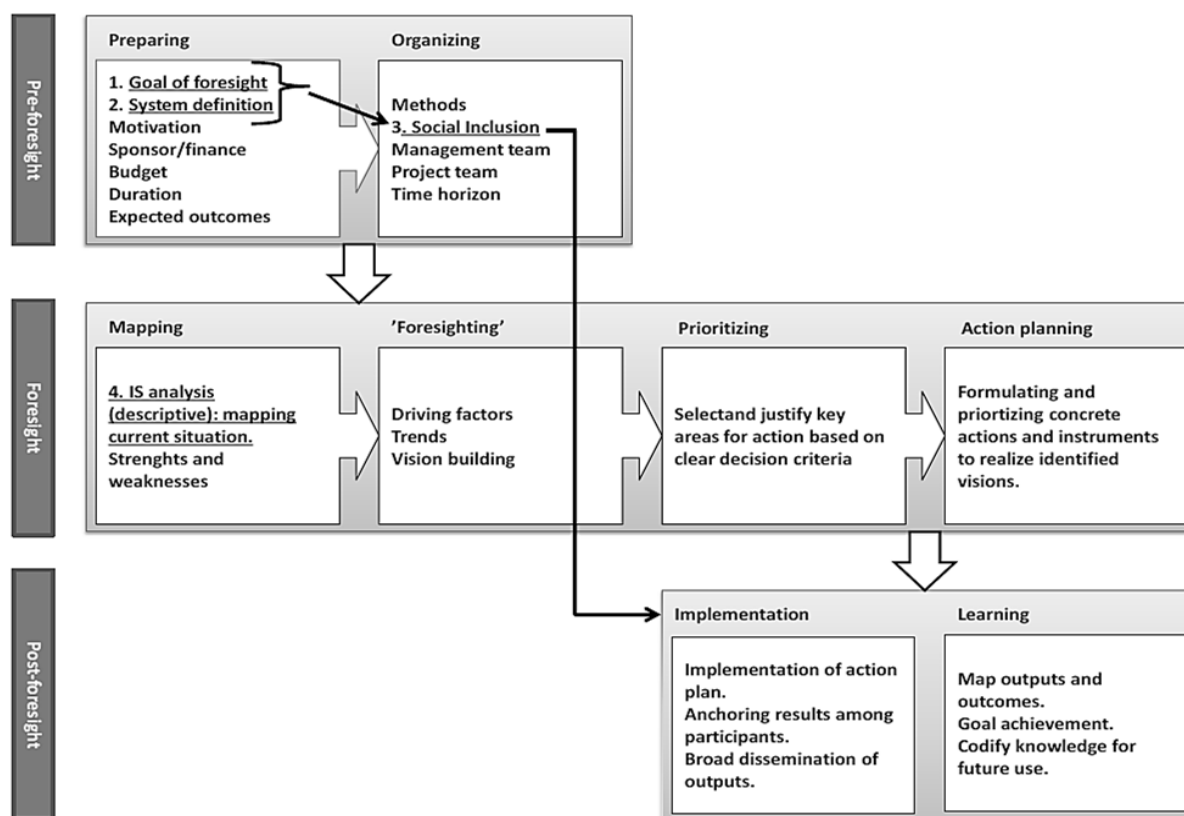 Pre-foresight
Preparing
1. Goal of foresight
2. System definition
Motivation
Sponsor/finance
Budget
Duration
Expected outcomes
Organizing
Methods
3. Social Inclusion
Management team
Project team
Time horizon
Foresight
Mapping
4. IS analysis
(descriptive): mapping
current situation.
Strenghts and
weaknesses
’Foresighting’
Driving factors
Trends
Vision building
Prioritizing
Selectand justify key
areas for action based on
clear decision criteria
Action planning
Formulating and
priortizing concrete
actions and instruments
to realize identified
visions.
Post-foresight
Implementation
Implementation of action
plan.
Anchoring results among
participants.
Broad dissemination of
outputs.
Learning
Map outputs and
outcomes.
Goal achievement.
Codify knowledge for
future use.